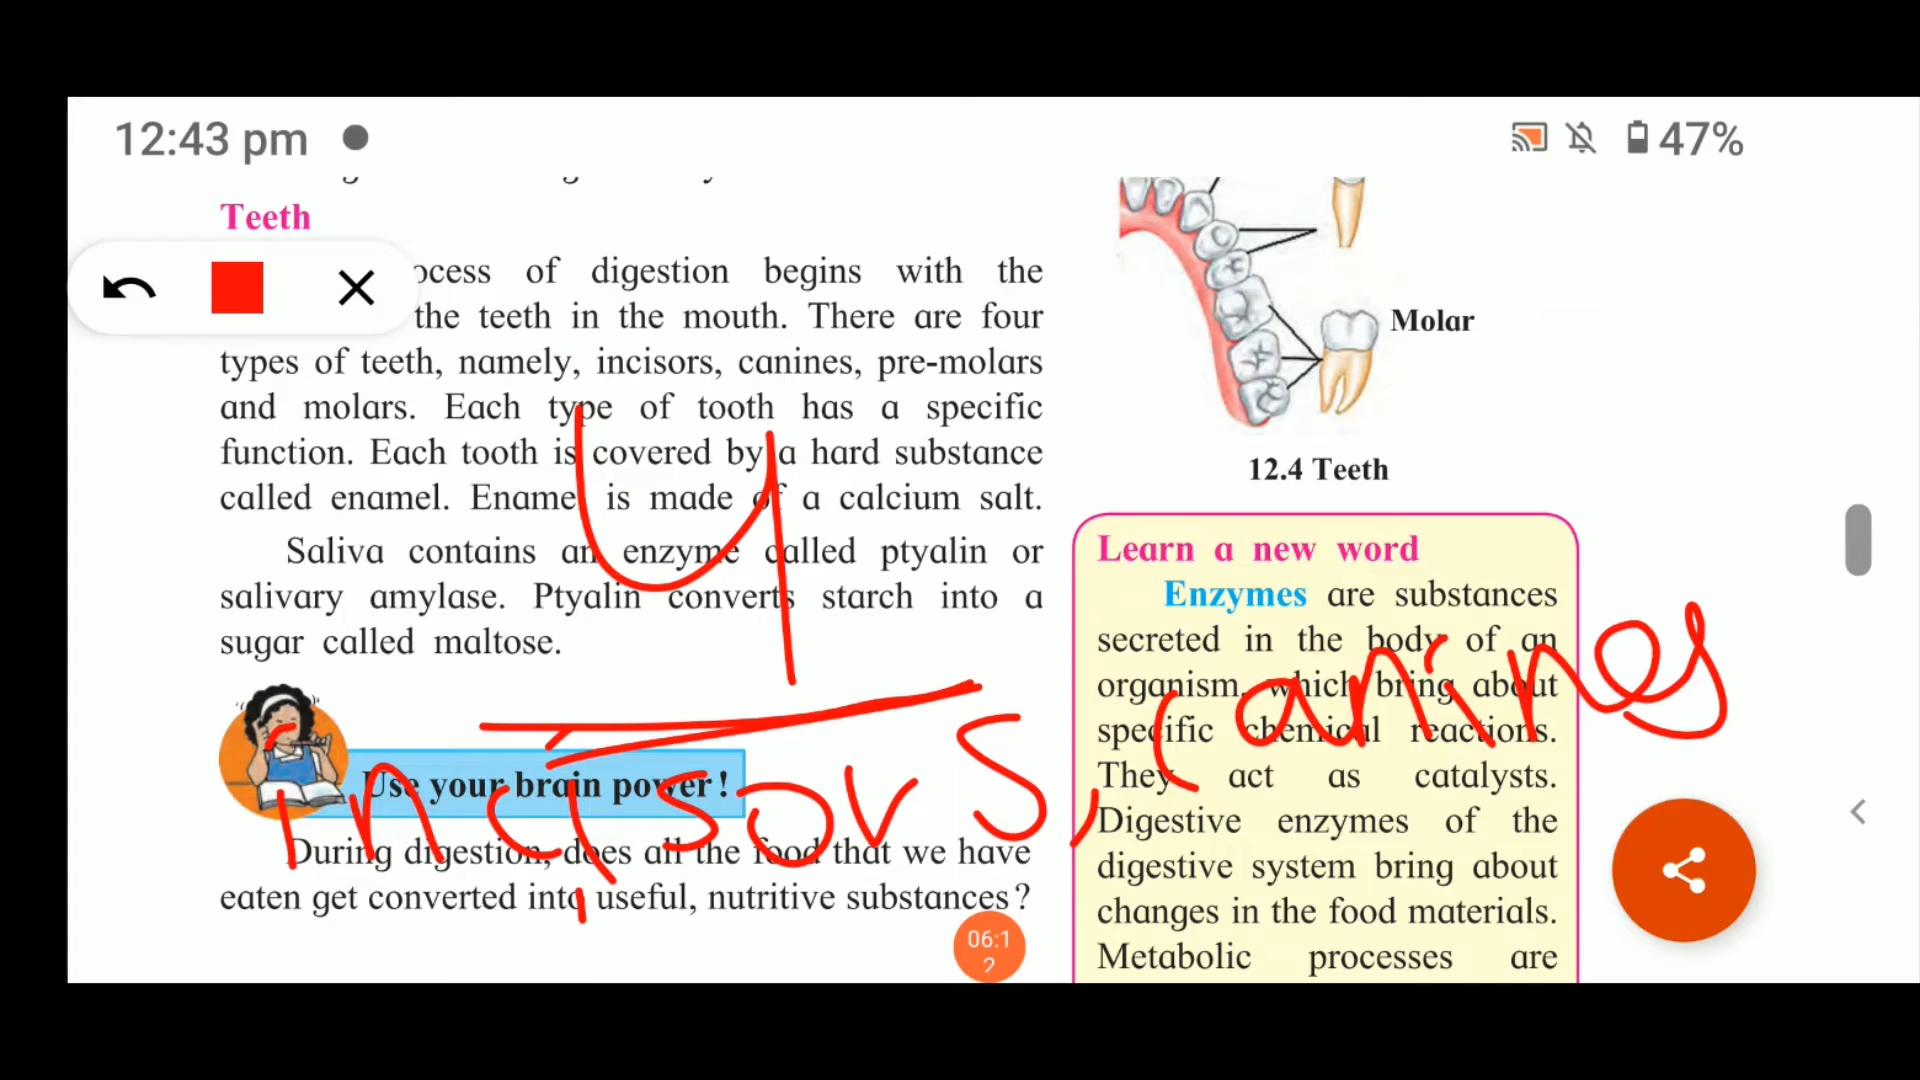 12:43 pm
47%
Teeth
ocess of digestion begins with the
the teeth in the mouth. There are four
types of teeth, namely, incisors, canines, pre-molars
and molars. Each type of tooth has a specific
function. Each tooth is covered by a hard substance
called enamel. Enamel is made of a calcium salt.
Saliva contains an enzyme called ptyalin or
salivary amylase. Ptyalin converts starch into a
sugar called maltose.
Use your brain power!
During digestion, does all the food that we have
eaten get converted into useful, nutritive substances?
Molar
12.4 Teeth
Learn a new word
Enzymes are substances
secreted in the body of an
organism, which bring about
specific chemical reactions.
They act as catalysts.
Digestive enzymes of the
digestive system bring about
changes in the food materials.
Metabolic processes are
4
incisors, canines
06:1
2